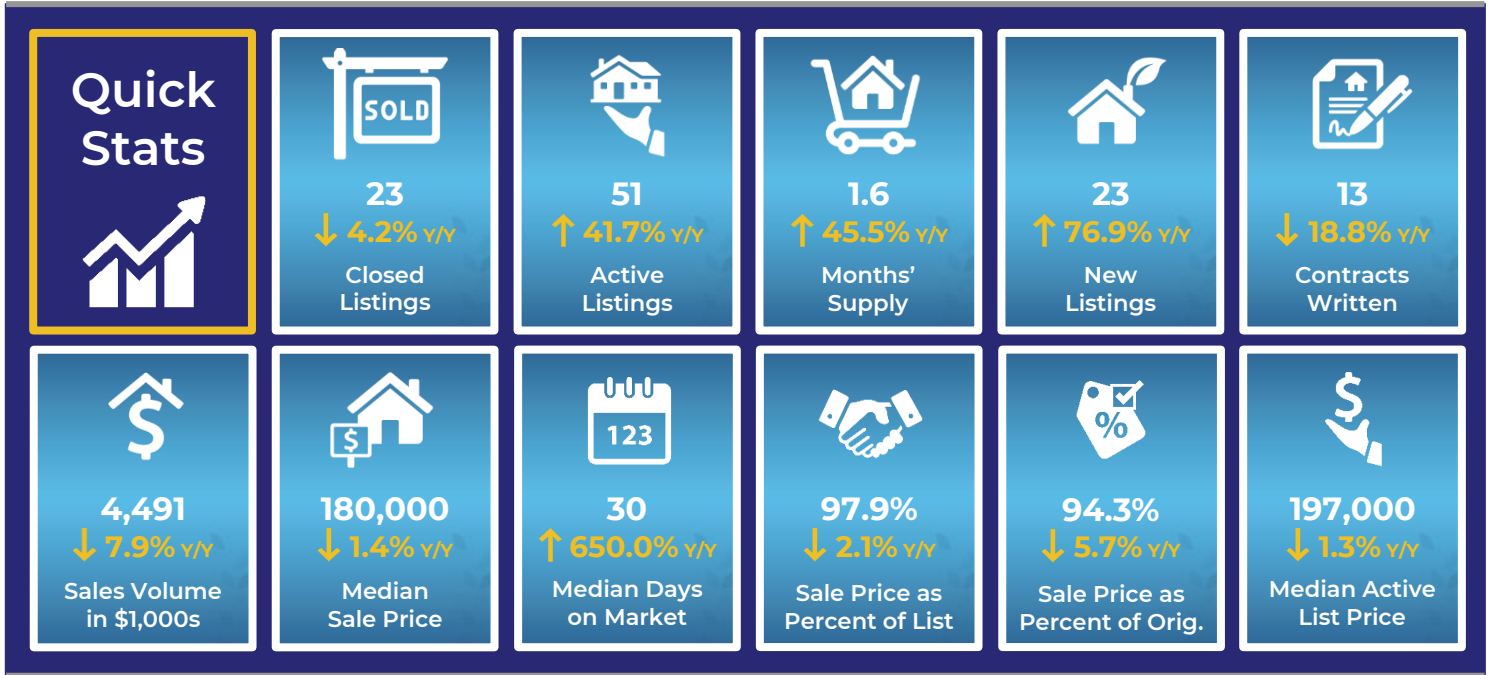 Quick
Stats
SOLD
23
↓ 4.2% Y/Y
Closed
Listings
51
↑ 41.7% Y/Y
Active
Listings
1.6
↑ 45.5% Y/Y
Months’
Supply
23
↑ 76.9% Y/Y
New
Listings
13
↓ 18.8% Y/Y
Contracts
Written
$
4,491
↓ 7.9% Y/Y
Sales Volume
in $1,000s
$
180,000
↓ 1.4% Y/Y
Median
Sale Price
123
30
↑ 650.0% Y/Y
Median Days
on Market
97.9%
↓ 2.1% Y/Y
Sale Price as
Percent of List
%
94.3%
↓ 5.7% Y/Y
Sale Price as
Percent of Orig.
$
197,000
↓ 1.3% Y/Y
Median Active
List Price